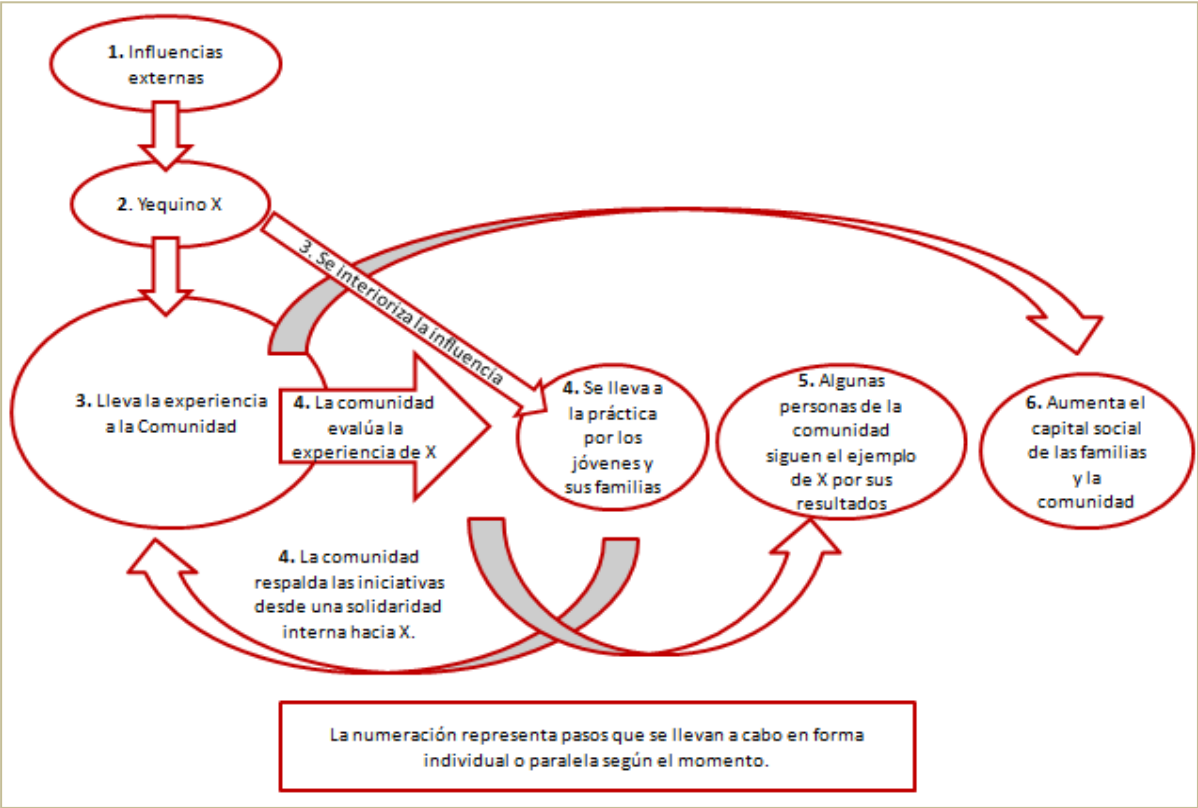 1. Influencias
externas
2. Yequino X
3. Se interioriza la influencia
3. Lleva la experiencia
a la Comunidad
4. La comunidad
evalúa la
experiencia de X
4. Se lleva a
la práctica
por los
jóvenes y
sus familias
5. Algunas
personas de la
comunidad
siguen el ejemplo
de X por sus
resultados
6. Aumenta el
capital social
de las familias
y la
comunidad
4. La comunidad
respalda las iniciativas
desde una solidaridad
interna hacia X.
La numeración representa pasos que se llevan a cabo en forma
individual o paralela según el momento.